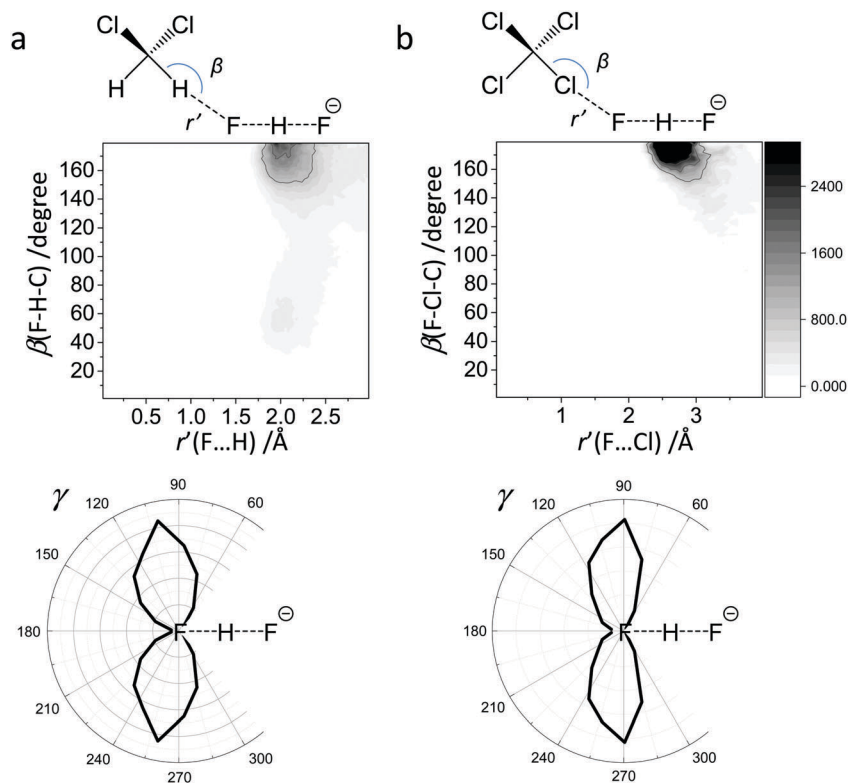 a
Cl Cl
H H
β
r'
F H F ⊖
β(F-H-C) /degree
160
140
120
100
80
60
40
20
0.5 1.0 1.5 2.0 2.5
r'(F...H) /Å
b
Cl Cl
Cl Cl
β
r'
F H F ⊖
β(F-Cl-C) /degree
160
140
120
100
80
60
40
20
1 2 3
r'(F...Cl) /Å
2400
1600
800.0
0.000
γ
90
120 60
150
180
F H F ⊖
210
240 300
270
γ
90
120 60
150
180
F H F ⊖
210
240 300
270